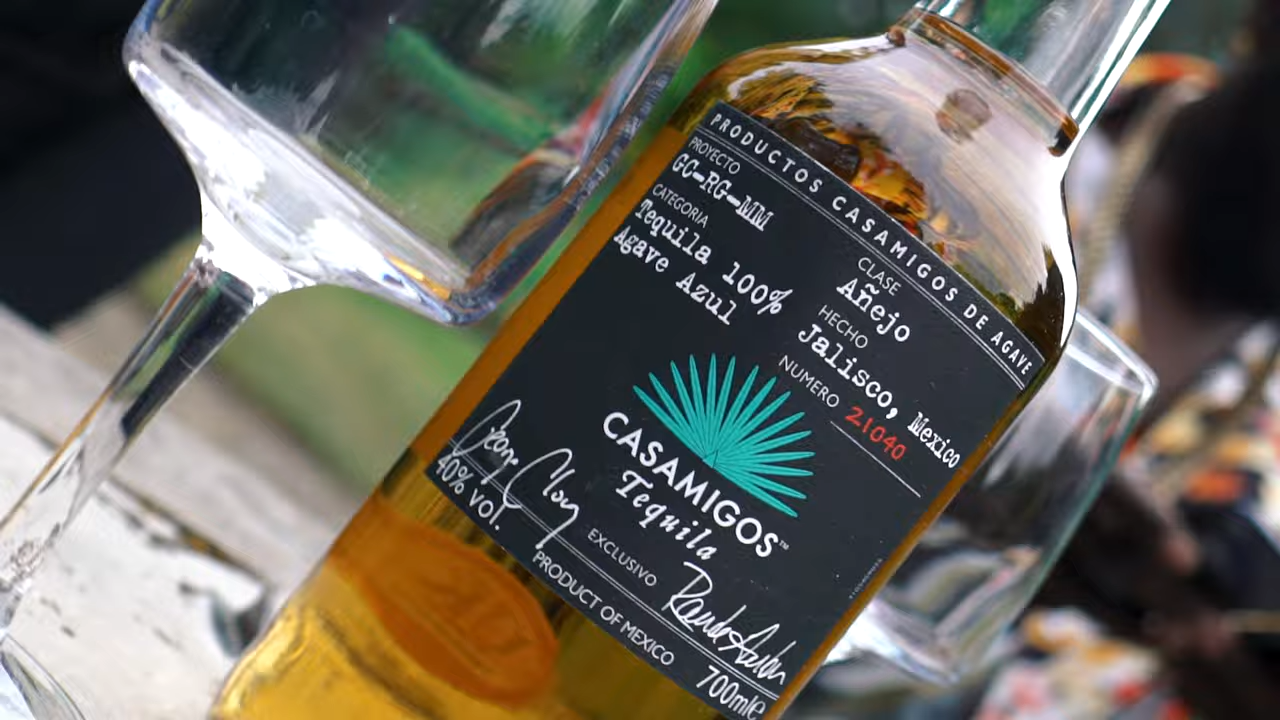 PRODUCTOS CASAMIGOS DE AGAVE
PROYECTO
GC-RG-MM
CATEGORIA
Tequila 100%
Agave Azul
CLASE
Añejo
HECHO
Jalisco, Mexico
NUMERO 21040
CASAMIGOS™
Tequila
EXCLUSIVO
40% VOL.
PRODUCT OF MEXICO
700ml℮